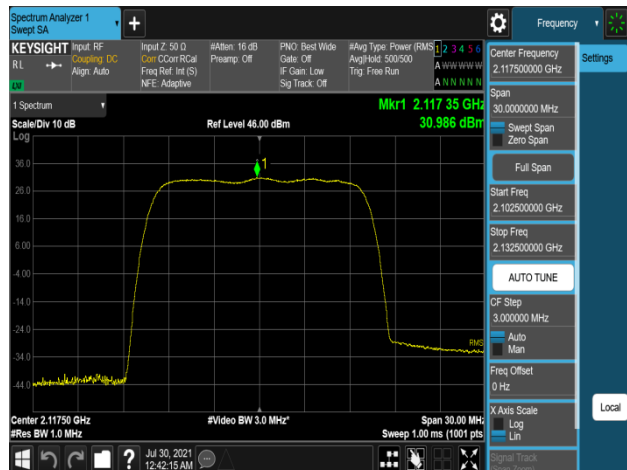 Spectrum Analyzer 1
Swept SA
+
Frequency
KEYSIGHT Input: RF Input Z: 50 Ω #Atten: 16 dB PNO: Best Wide #Avg Type: Power (RMS 1 2 3 4 5 6
RL Coupling: DC Corr CCorr RCal Preamp: Off Gate: Off Avg|Hold: 500/500 A W W W W W
Align: Auto Freq Ref: Int (S) IF Gain: Low Trig: Free Run
NFE: Adaptive Sig Track: Off A N N N N N
LXI
Settings
1 Spectrum
Mkr1 2.117 35 GHz
Scale/Div 10 dB Ref Level 46.00 dBm 30.986 dBm
Log
1
36.0
26.0
16.0
6.00
-4.00
-14.0
-24.0
-34.0
-44.0
RMS
Center 2.11750 GHz #Video BW 3.0 MHz* Span 30.00 MHz
#Res BW 1.0 MHz Sweep 1.00 ms (1001 pts
Jul 30, 2021
12:42:15 AM
?
Center Frequency
2.117500000 GHz
Span
30.0000000 MHz
Swept Span
Zero Span
Full Span
Start Freq
2.102500000 GHz
Stop Freq
2.132500000 GHz
AUTO TUNE
CF Step
3.000000 MHz
Auto
Man
Freq Offset
0 Hz
X Axis Scale
Log
Lin
Signal Track
Local